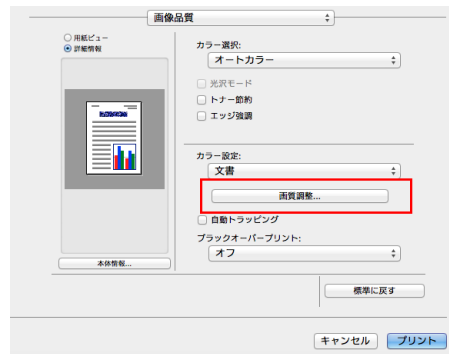 画像品質
用紙ビュー
詳細情報
カラー選択:
オートカラー
光沢モード
トナー節約
エッジ強調
カラー設定:
文書
画質調整...
自動トラッピング
ブラックオーバープリント:
オフ
本体情報...
標準に戻す
キャンセル
プリント